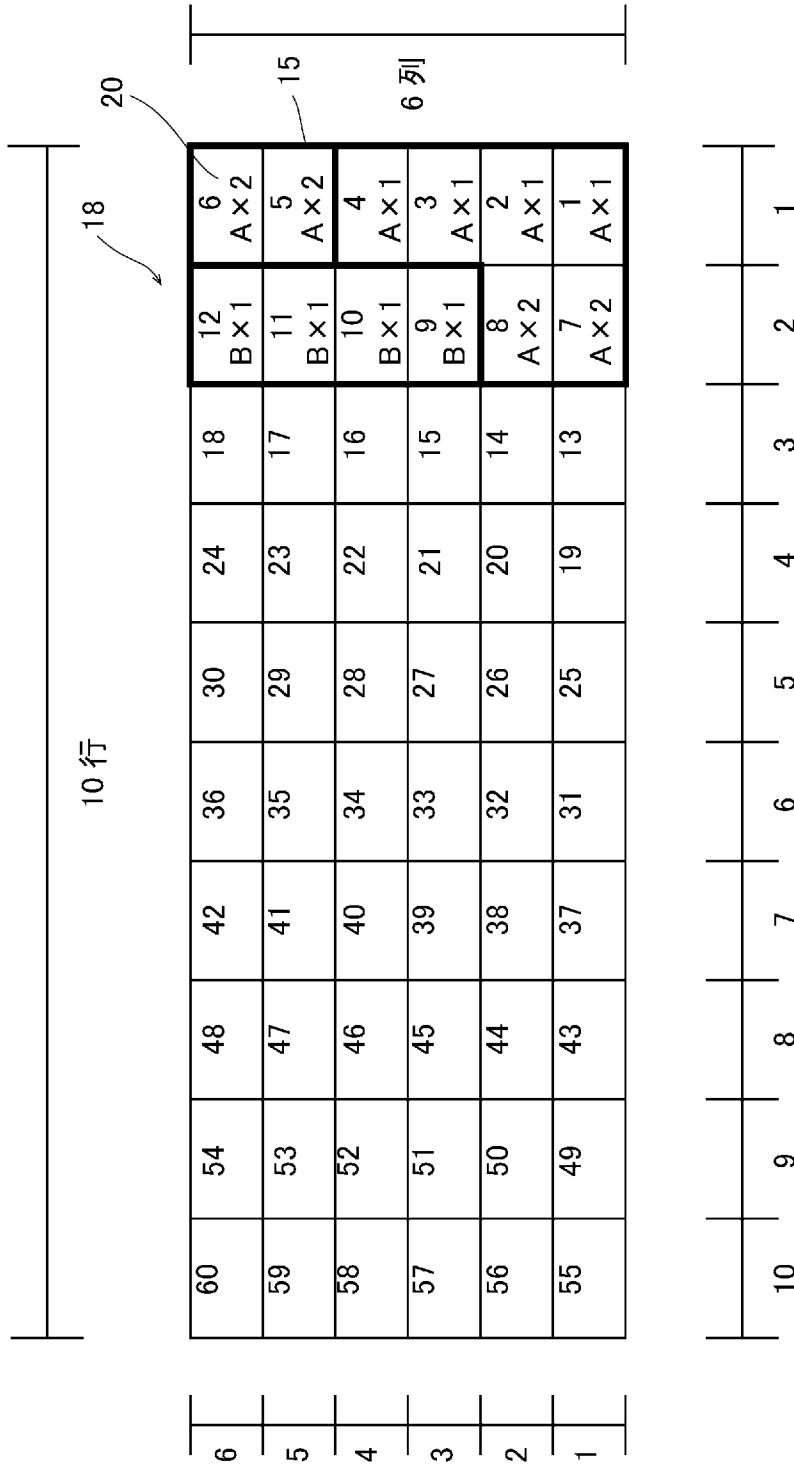 10行
18
20
6 60 54 48 42 36 30 24 18 12 6
B×1 A×2
5 59 53 47 41 35 29 23 17 11 5 15
B×1 A×2
4 58 52 46 40 34 28 22 16 10 4
B×1 A×1
6列
3 57 51 45 39 33 27 21 15 9 3
B×1 A×1
2 56 50 44 38 32 26 20 14 8 2
A×2 A×1
1 55 49 43 37 31 25 19 13 7 1
A×2 A×1
10 9 8 7 6 5 4 3 2 1